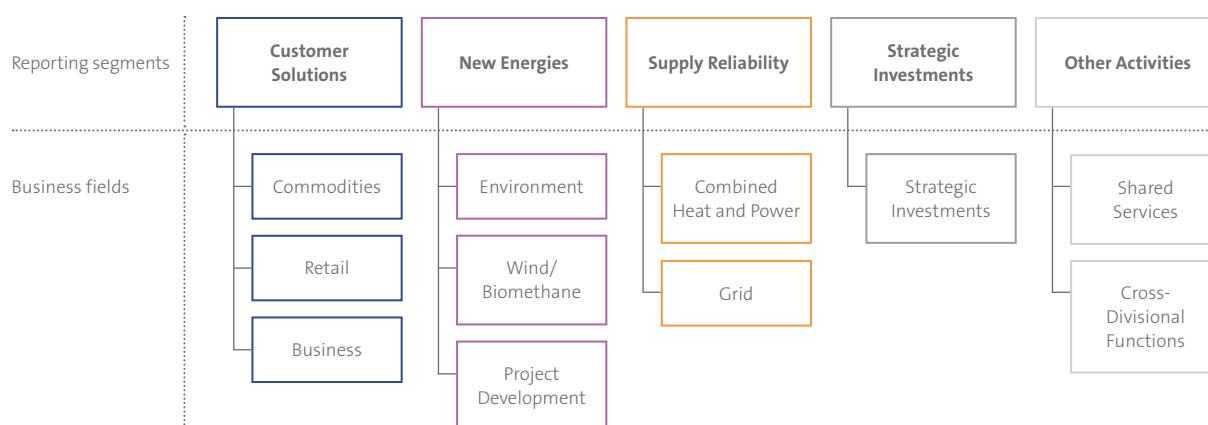 Reporting segments
Customer
Solutions
New Energies
Supply Reliability
Strategic
Investments
Other Activities
Business fields
Commodities
Retail
Business
Environment
Wind/
Biomethane
Project
Development
Combined
Heat and Power
Grid
Strategic
Investments
Shared
Services
Cross-
Divisional
Functions